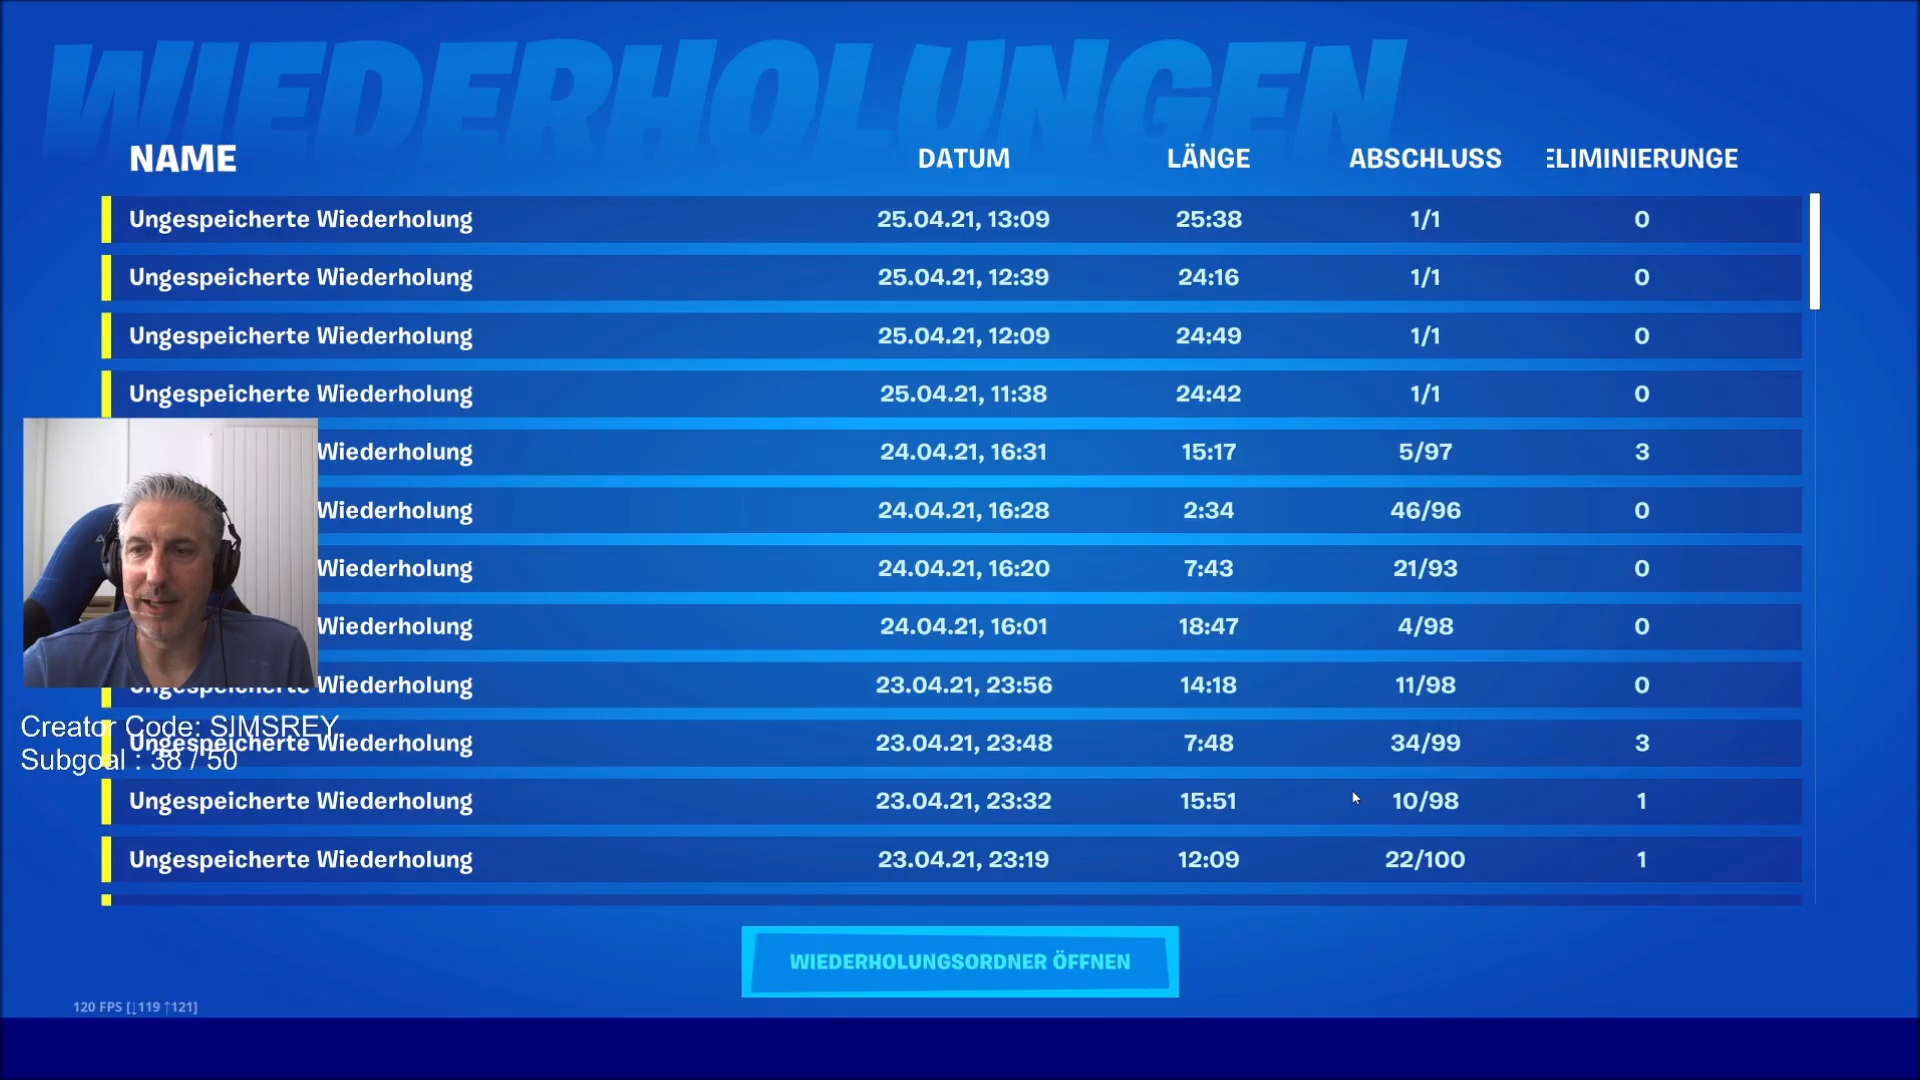 WIEDERHOLUNGEN
NAME DATUM LÄNGE ABSCHLUSS ELIMINIERUNGE
Ungespeicherte Wiederholung 25.04.21, 13:09 25:38 1/1 0
Ungespeicherte Wiederholung 25.04.21, 12:39 24:16 1/1 0
Ungespeicherte Wiederholung 25.04.21, 12:09 24:49 1/1 0
Ungespeicherte Wiederholung 25.04.21, 11:38 24:42 1/1 0
Wiederholung 24.04.21, 16:31 15:17 5/97 3
Wiederholung 24.04.21, 16:28 2:34 46/96 0
Wiederholung 24.04.21, 16:20 7:43 21/93 0
Wiederholung 24.04.21, 16:01 18:47 4/98 0
Ungespeicherte Wiederholung 23.04.21, 23:56 14:18 11/98 0
Creator Code: SIMSREY
Ungespeicherte Wiederholung 23.04.21, 23:48 7:48 34/99 3
Subgoal : 38 / 50
Ungespeicherte Wiederholung 23.04.21, 23:32 15:51 10/98 1
Ungespeicherte Wiederholung 23.04.21, 23:19 12:09 22/100 1
WIEDERHOLUNGSORDNER ÖFFNEN
120 FPS [↓119 ↑121]